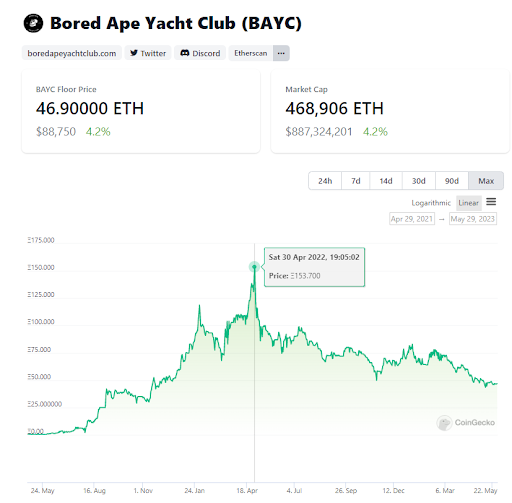 Bored Ape Yacht Club (BAYC)
boredapeyachtclub.com Twitter Discord Etherscan ...
BAYC Floor Price
46.90000 ETH
$88,750 4.2%
Market Cap
468,906 ETH
$887,324,201 4.2%
24h 7d 14d 30d 90d Max
Logarithmic Linear
Apr 29, 2021 → May 29, 2023
Ξ175.000
Ξ150.000
Ξ125.000
Ξ100.000
Ξ75.000
Ξ50.000
Ξ25.0000000
Ξ0.00
Sat 30 Apr 2022, 19:05:02
Price: Ξ153.700
CoinGecko
24. May 16. Aug 1. Nov 24. Jan 18. Apr 4. Jul 26. Sep 12. Dec 6. Mar 22. May